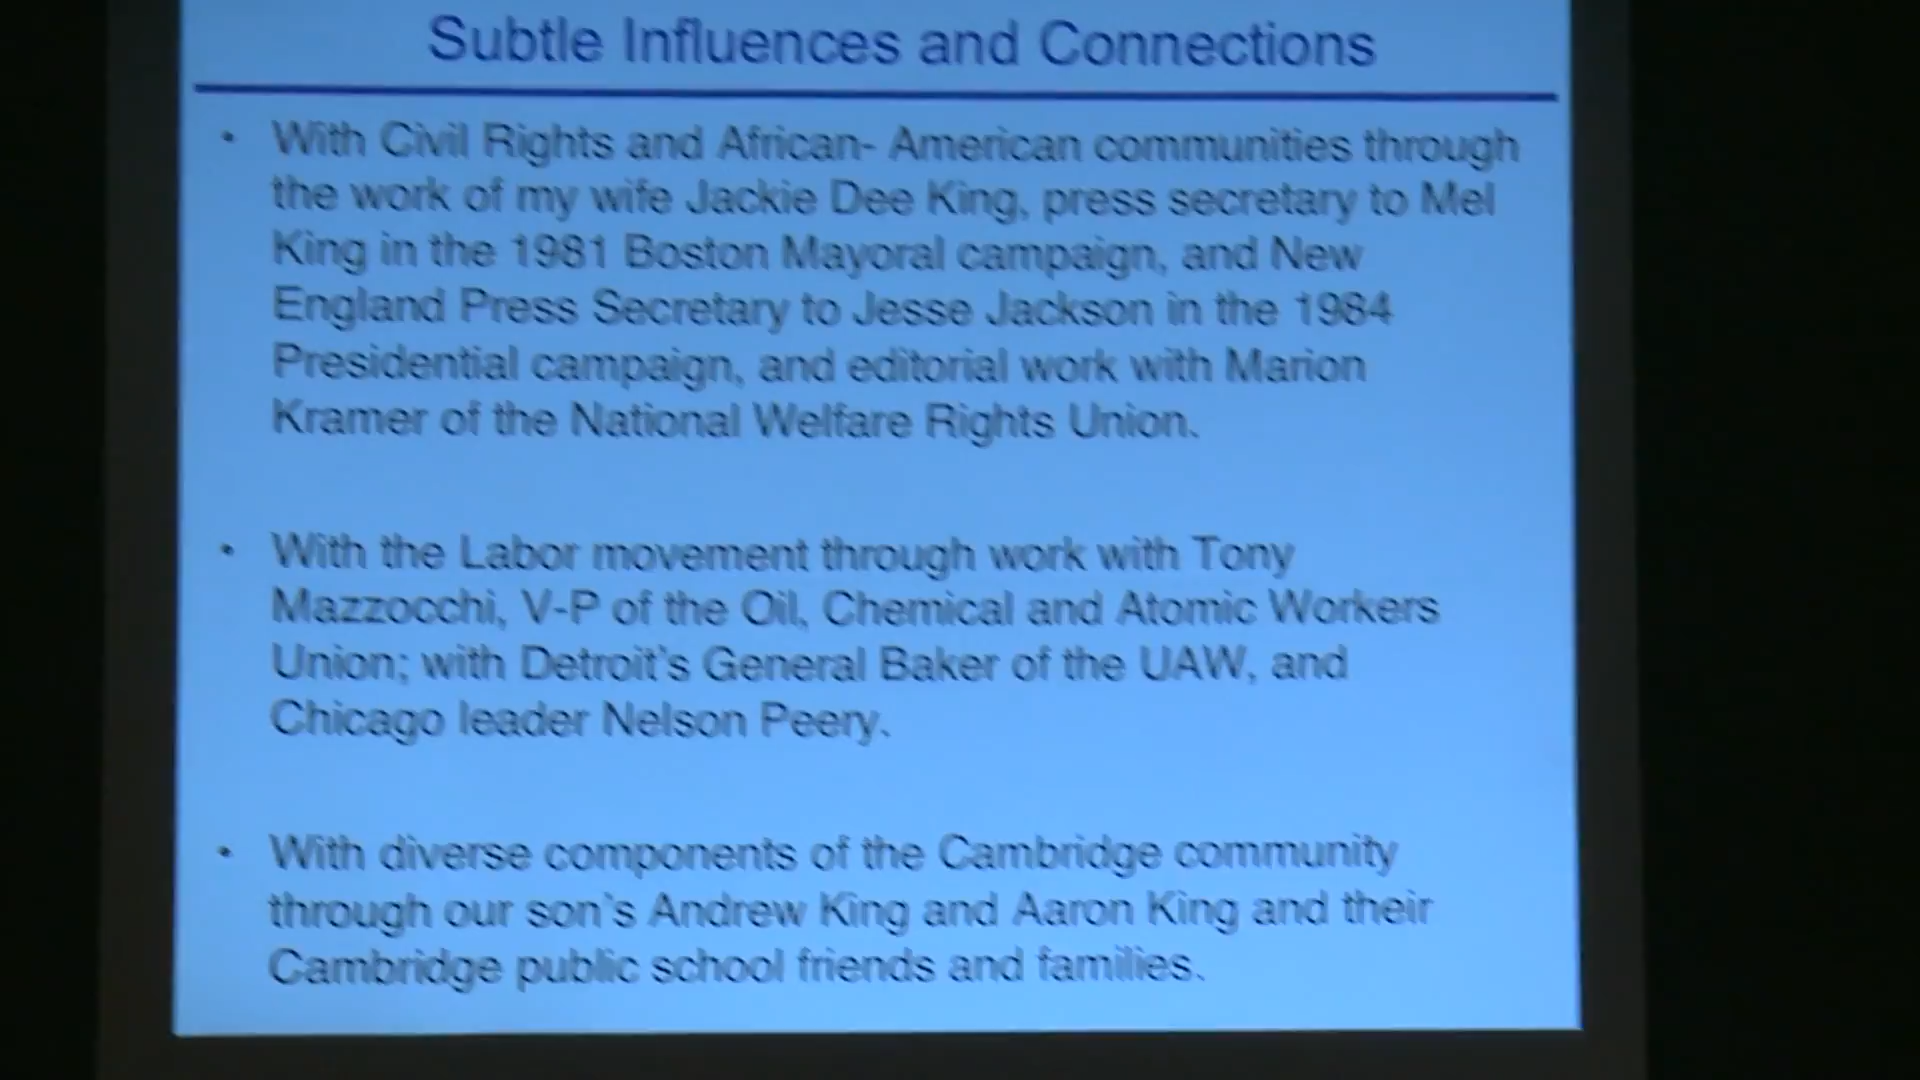 Subtle Influences and Connections
• With Civil Rights and African- American communities through
the work of my wife Jackie Dee King, press secretary to Mel
King in the 1981 Boston Mayoral campaign, and New
England Press Secretary to Jesse Jackson in the 1984
Presidential campaign, and editorial work with Marion
Kramer of the National Welfare Rights Union.
• With the Labor movement through work with Tony
Mazzocchi, V-P of the Oil, Chemical and Atomic Workers
Union; with Detroit's General Baker of the UAW, and
Chicago leader Nelson Peery.
• With diverse components of the Cambridge community
through our son's Andrew King and Aaron King and their
Cambridge public school friends and families.